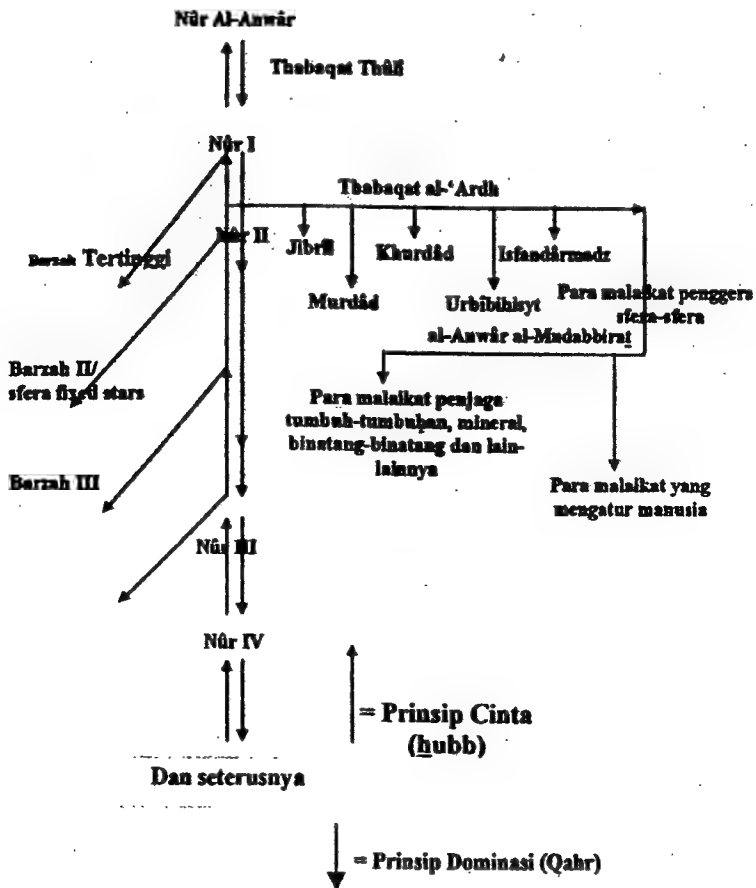 Nûr Al-Anwâr
Thabaqat Thûlî
Nûr I
Thabaqat al-‘Ardh
Nûr II
Jibrîl
Khurdâd
Isfandârmadz
Barzah Tertinggi
Murdâd
Urbîbihisyt
Para malaikat penggera
sfera-sfera
al-Anwâr al-Mudabbirat
Barzah II/
sfera fixed stars
Para malaikat penjaga
tumbuh-tumbuhan, mineral,
binatang-binatang dan lain-
lainnya
Barzah III
Para malaikat yang
mengatur manusia
Nûr III
Nûr IV
= Prinsip Cinta
(hubb)
Dan seterusnya
= Prinsip Dominasi (Qahr)